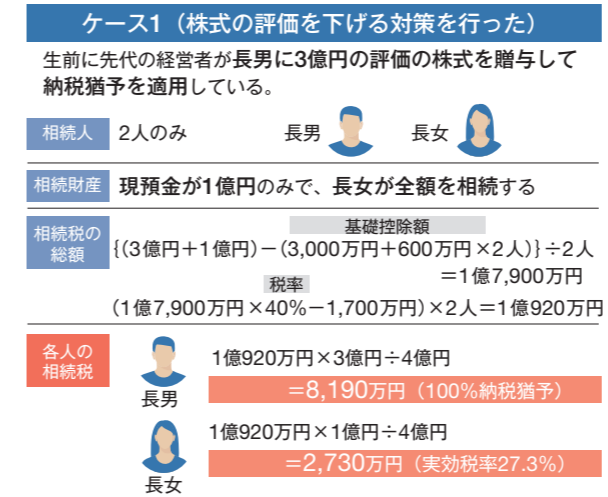 ケース1（株式の評価を下げる対策を行った）
生前に先代の経営者が長男に3億円の評価の株式を贈与して
納税猶予を適用している。
相続人 2人のみ 長男 長女
相続財産 現預金が1億円のみで、長女が全額を相続する
相続税の
総額
基礎控除額
{(3億円＋1億円)－(3,000万円＋600万円×2人)}÷2人
＝1億7,900万円
税率
(1億7,900万円×40%－1,700万円)×2人＝1億920万円
各人の
相続税
1億920万円×3億円÷4億円
＝8,190万円（100%納税猶予）
長男
1億920万円×1億円÷4億円
＝2,730万円（実効税率27.3%）
長女